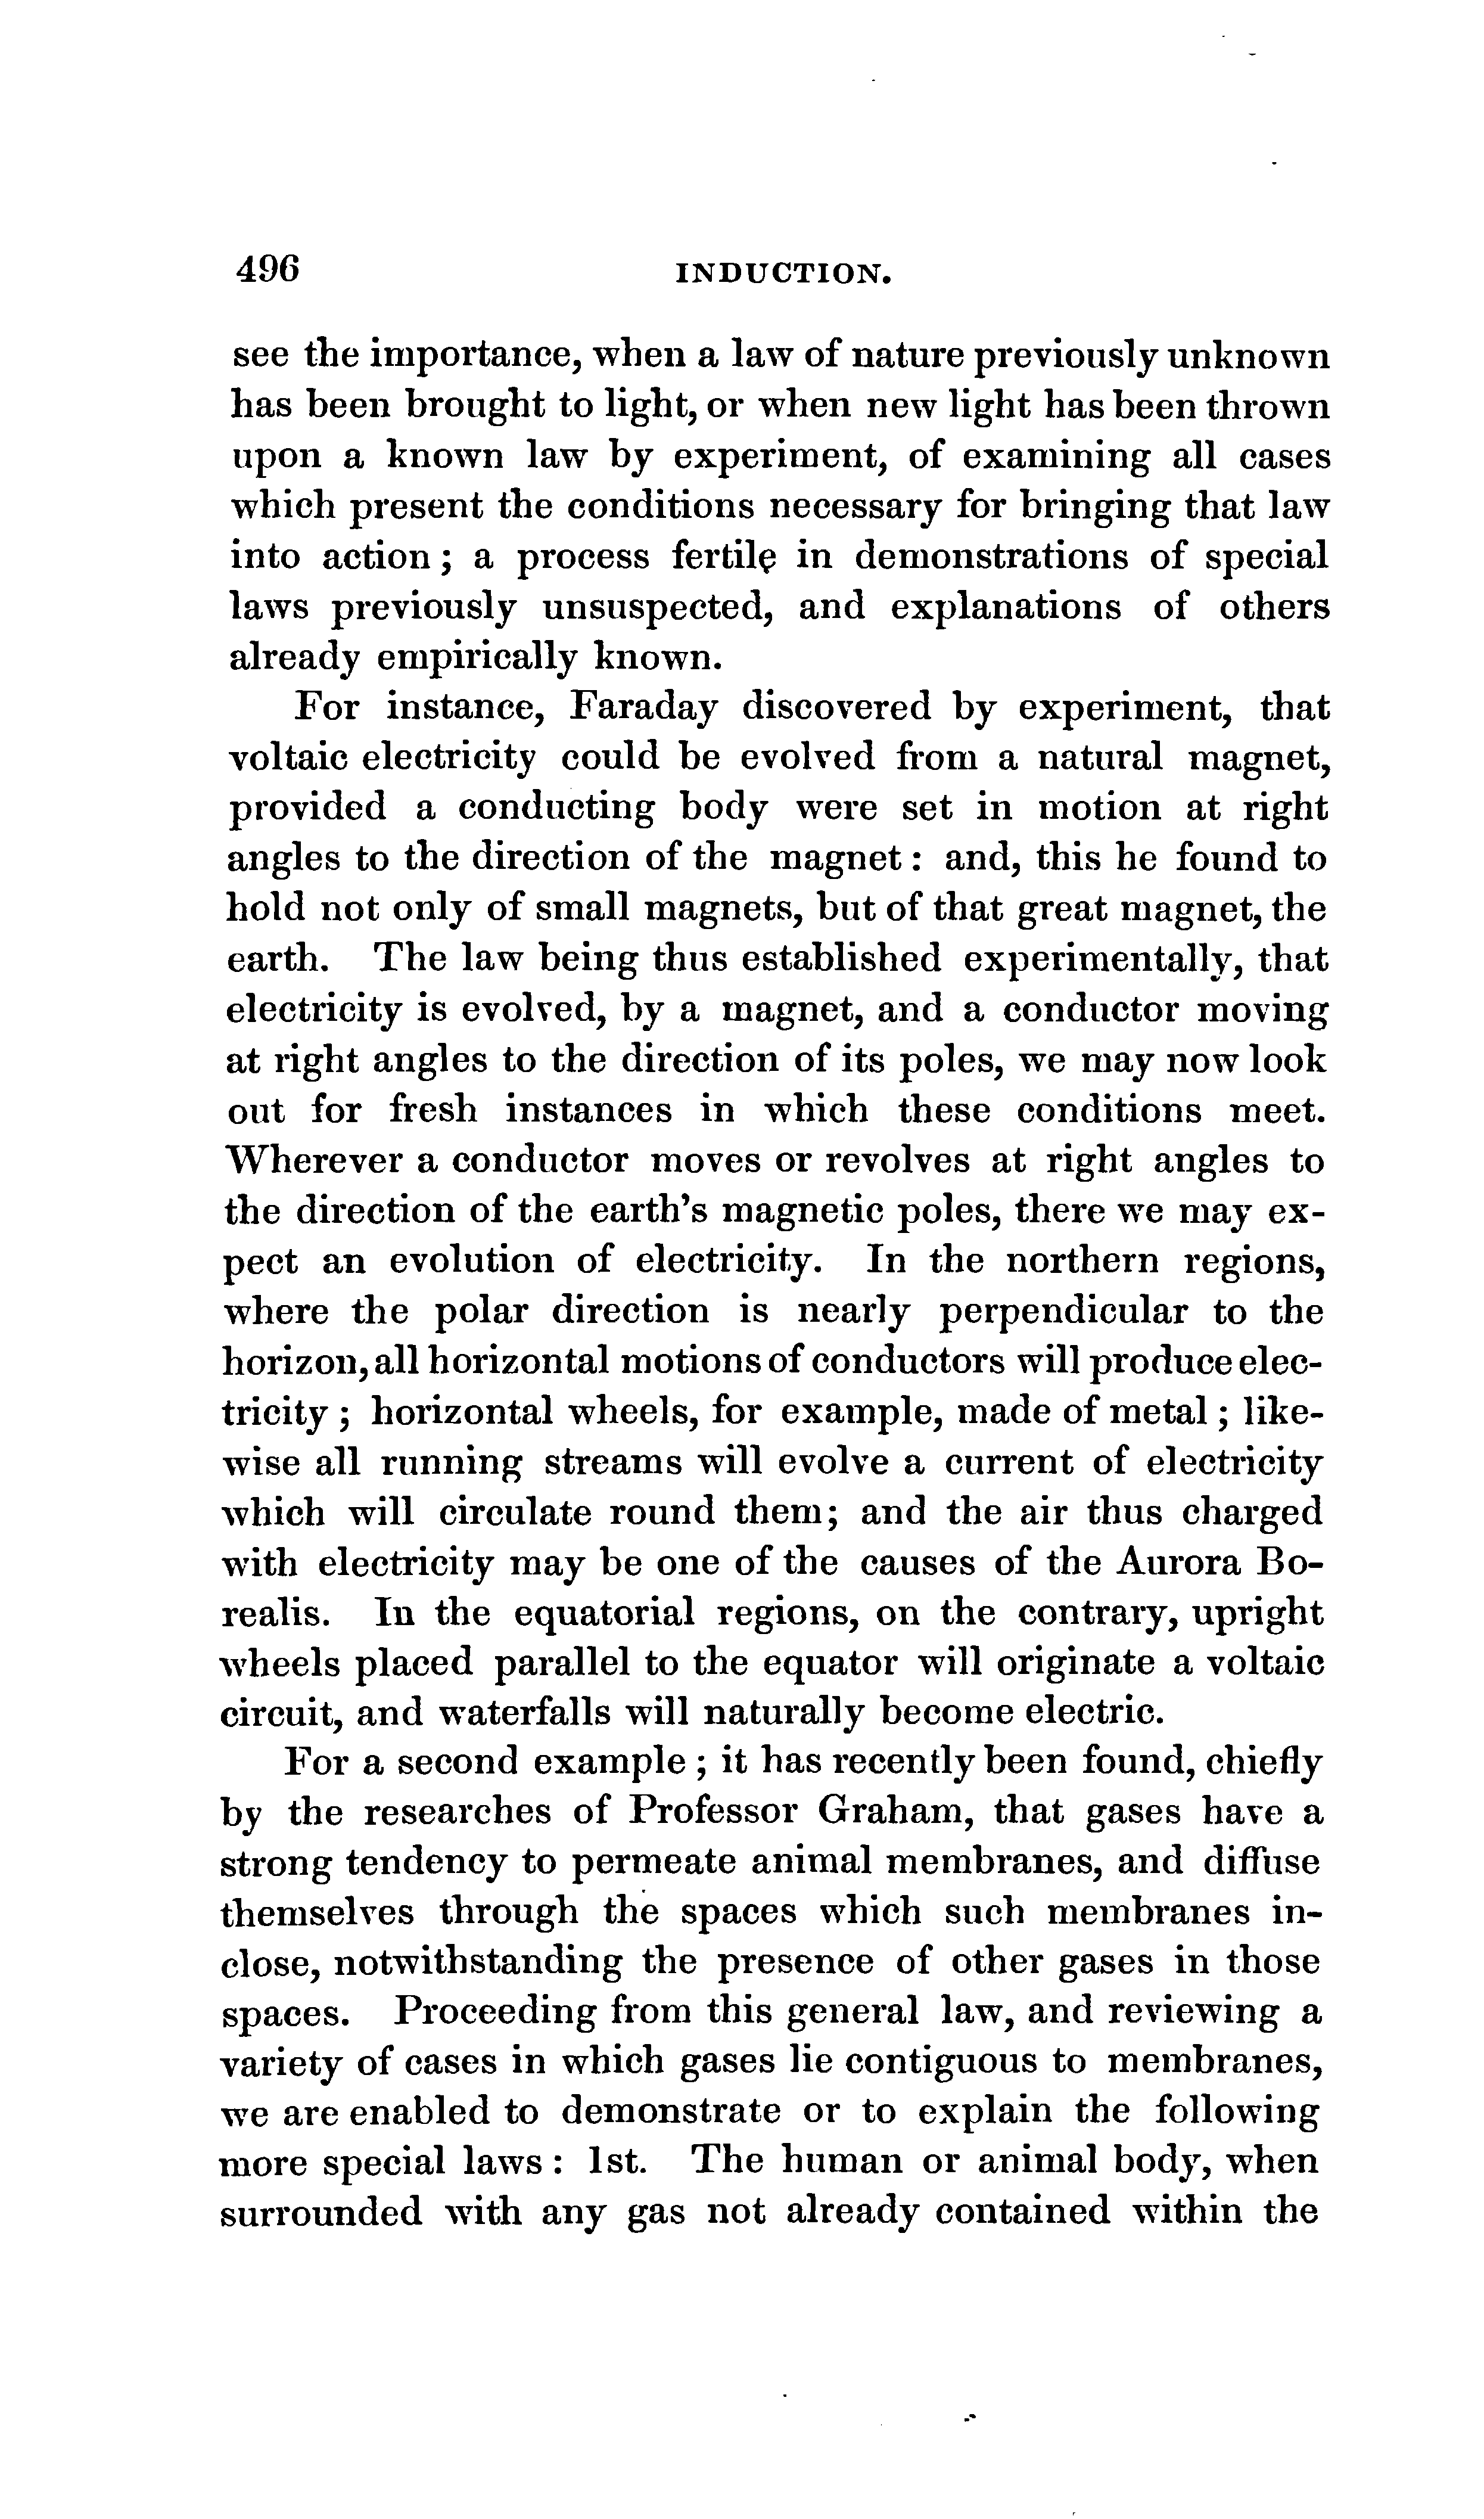 496 INDUCTION.
see the importance, when a law of nature previously unknown
has been brought to light, or when new light has been thrown
upon a known law by experiment, of examining all cases
which present the conditions necessary for bringing that law
into action; a process fertile in demonstrations of special
laws previously unsuspected, and explanations of others
already empirically known.
For instance, Faraday discovered by experiment, that
voltaic electricity could be evolved from a natural magnet,
provided a conducting body were set in motion at right
angles to the direction of the magnet: and, this he found to
hold not only of small magnets, but of that great magnet, the
earth. The law being thus established experimentally, that
electricity is evolved, by a magnet, and a conductor moving
at right angles to the direction of its poles, we may now look
out for fresh instances in which these conditions meet.
Wherever a conductor moves or revolves at right angles to
the direction of the earth's magnetic poles, there we may ex-
pect an evolution of electricity. In the northern regions,
where the polar direction is nearly perpendicular to the
horizon, all horizontal motions of conductors will produce elec-
tricity; horizontal wheels, for example, made of metal; like-
wise all running streams will evolve a current of electricity
which will circulate round them; and the air thus charged
with electricity may be one of the causes of the Aurora Bo-
realis. In the equatorial regions, on the contrary, upright
wheels placed parallel to the equator will originate a voltaic
circuit, and waterfalls will naturally become electric.
For a second example; it has recently been found, chiefly
by the researches of Professor Graham, that gases have a
strong tendency to permeate animal membranes, and diffuse
themselves through the spaces which such membranes in-
close, notwithstanding the presence of other gases in those
spaces. Proceeding from this general law, and reviewing a
variety of cases in which gases lie contiguous to membranes,
we are enabled to demonstrate or to explain the following
more special laws: 1st. The human or animal body, when
surrounded with any gas not already contained within the